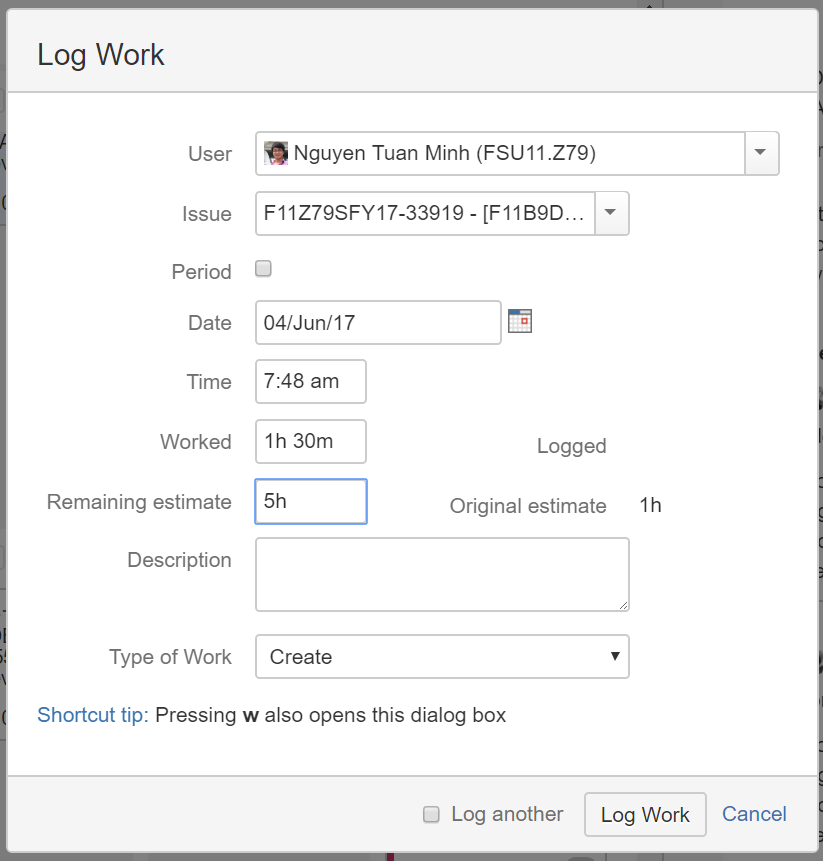 Log Work
User Nguyen Tuan Minh (FSU11.Z79)
Issue F11Z79SFY17-33919 - [F11B9D...
Period
Date 04/Jun/17
Time 7:48 am
Worked 1h 30m Logged
Remaining estimate 5h Original estimate 1h
Description
Type of Work Create
Shortcut tip: Pressing w also opens this dialog box
Log another Log Work Cancel